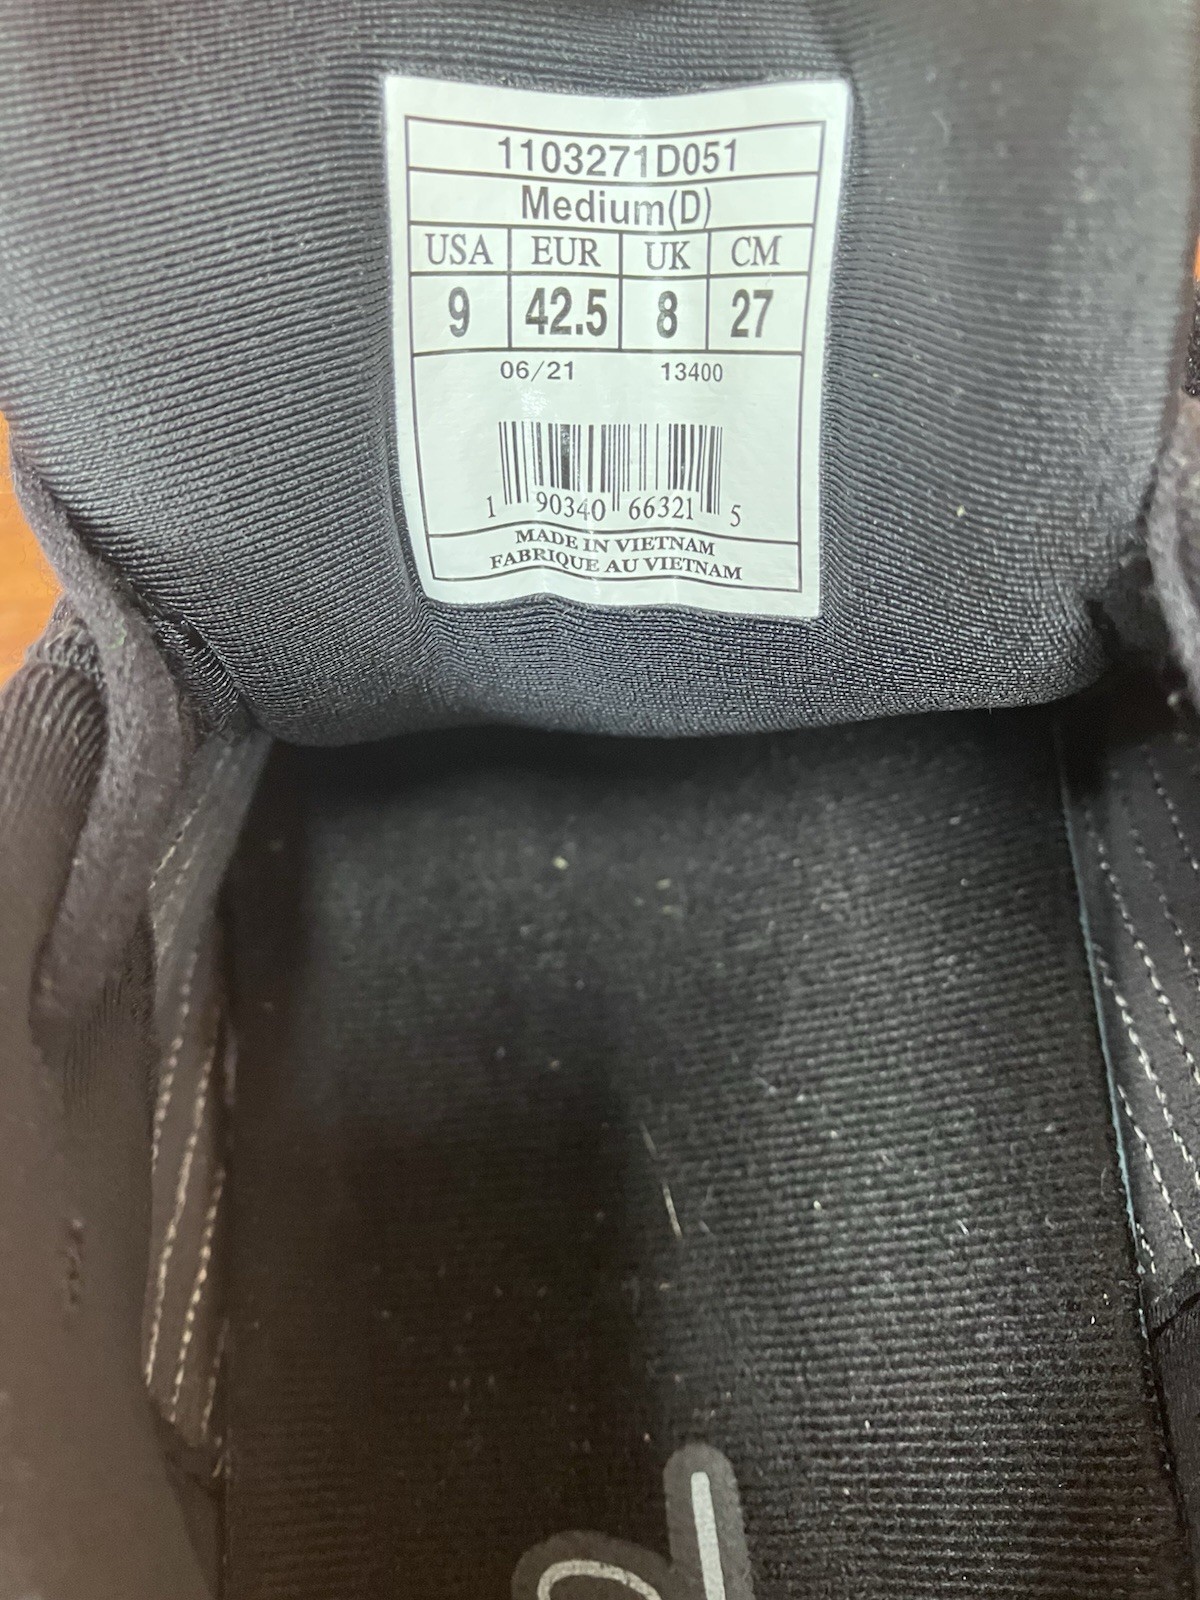 1103271D051
Medium(D)
USA EUR UK CM
9 42.5 8 27
06/21 13400
1 90340 66321 5
MADE IN VIETNAM
FABRIQUE AU VIETNAM